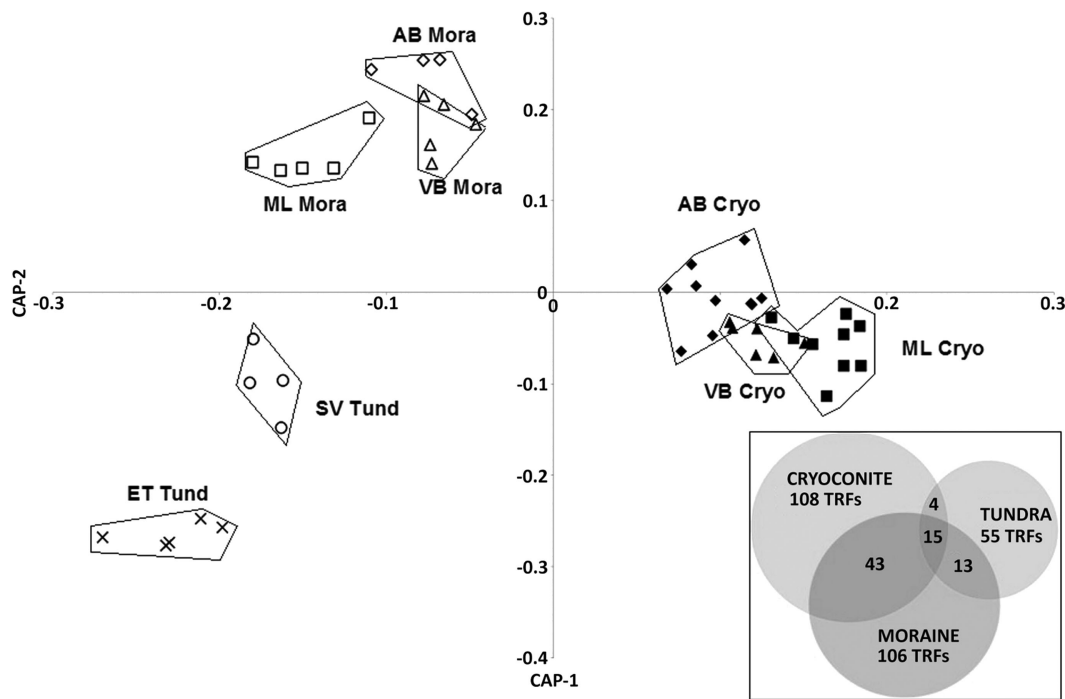 0.3
AB Mora
0.2
ML Mora
VB Mora
0.1
AB Cryo
CAP-2
-0.3
-0.2
-0.1
0
0.2
0.3
ML Cryo
VB Cryo
-0.1
SV Tund
-0.2
ET Tund
-0.3
-0.4
CAP-1
CRYOCONITE
108 TRFs
4
TUNDRA
55 TRFs
15
43
13
MORAINE
106 TRFs